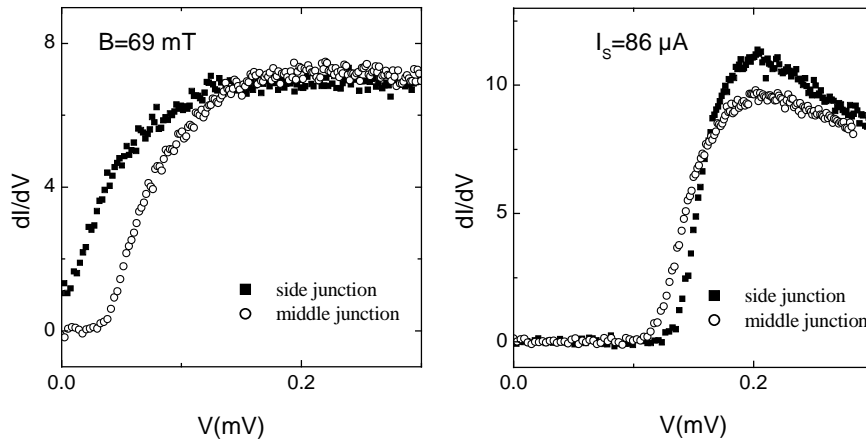 B=69 mT
8
4
0
dI/dV
side junction
middle junction
0.0
0.2
V(mV)
I_S=86 µA
10
5
0
dI/dV
side junction
middle junction
0.0
0.2
V(mV)